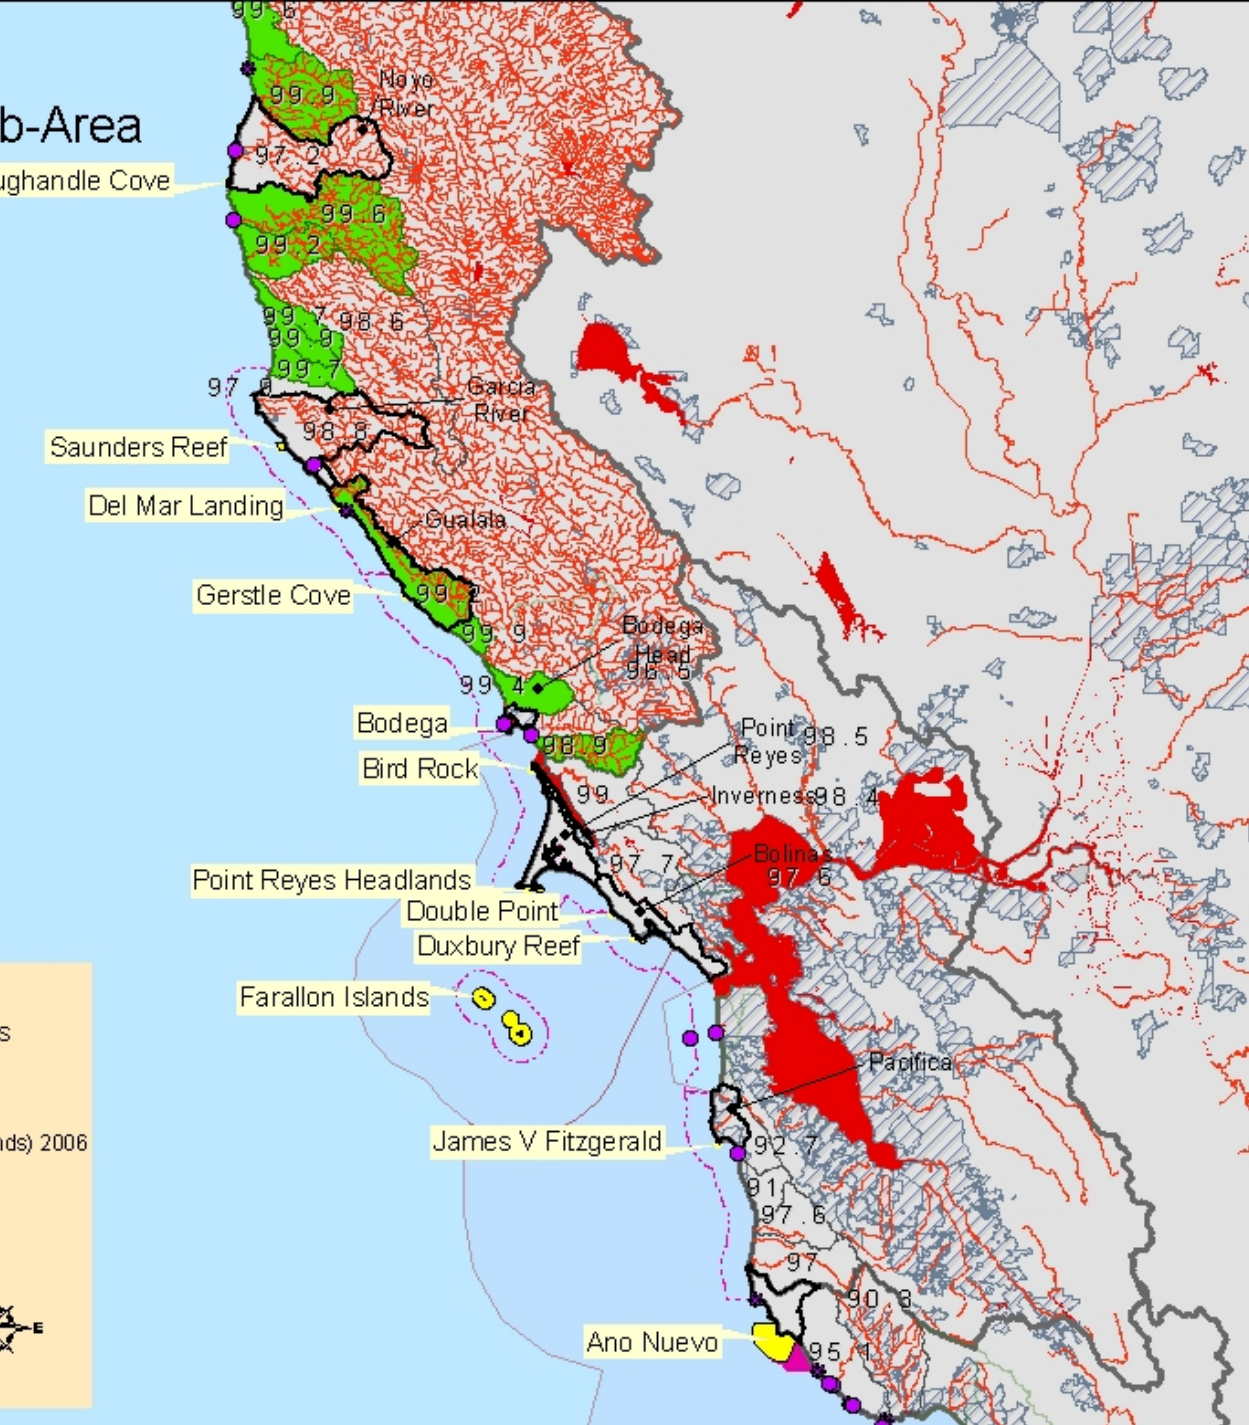 99 6
99 9
Noyo
River
b-Area
97.2
ughandle Cove
99.6
99.2
99 7
98 6
99 9
99.7
97
Garcia
River
98 8
Saunders Reef
Del Mar Landing
Gualala
Gerstle Cove
99 2
99 9
Bodega
Head
96.5
99 4
Bodega
98 9
Point
Reyes
98.5
Bird Rock
99.
Inverness
98.4
97 7
Bolinas
97.6
Point Reyes Headlands
Double Point
Duxbury Reef
Farallon Islands
s
Pacifica
nds) 2006
James V Fitzgerald
92.7
91
97.6
97
90.3
E
Ano Nuevo
95 1